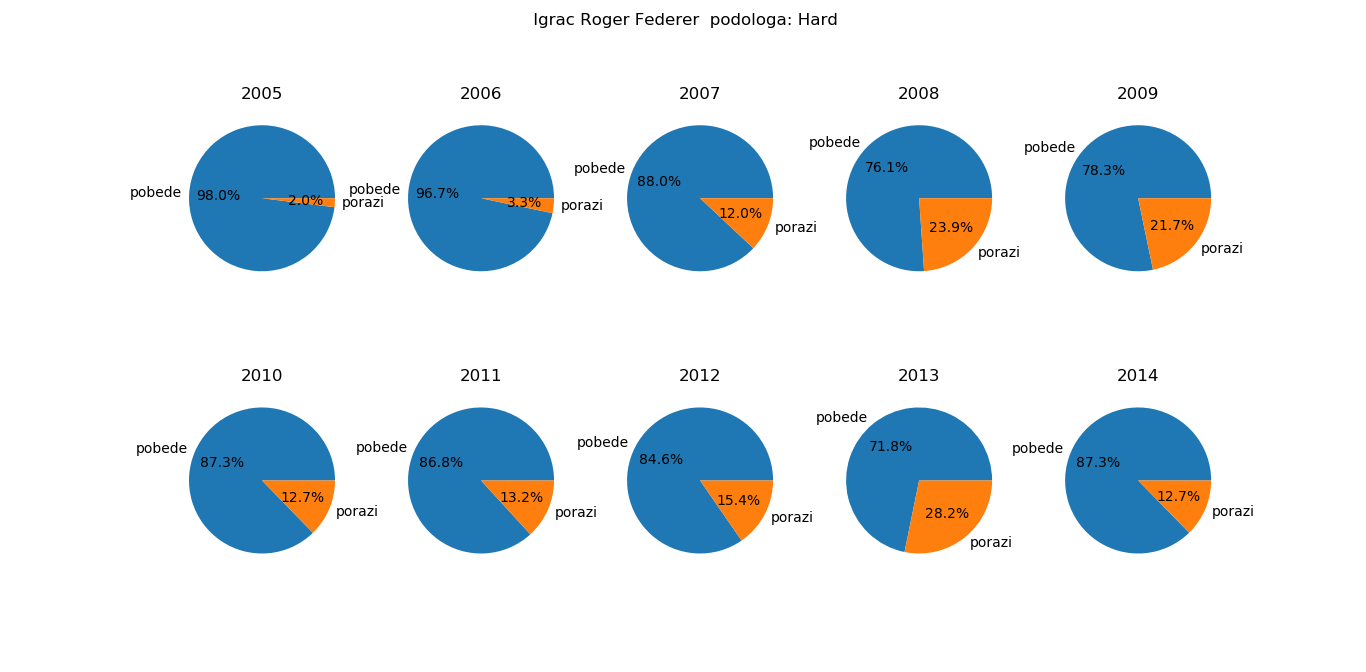 Igrac Roger Federer  podologa: Hard
2005
pobede
98.0%
2.0%
porazi
2006
pobede
96.7%
3.3%
porazi
2007
pobede
88.0%
12.0%
porazi
2008
pobede
76.1%
23.9%
porazi
2009
pobede
78.3%
21.7%
porazi
2010
pobede
87.3%
12.7%
porazi
2011
pobede
86.8%
13.2%
porazi
2012
pobede
84.6%
15.4%
porazi
2013
pobede
71.8%
28.2%
porazi
2014
pobede
87.3%
12.7%
porazi